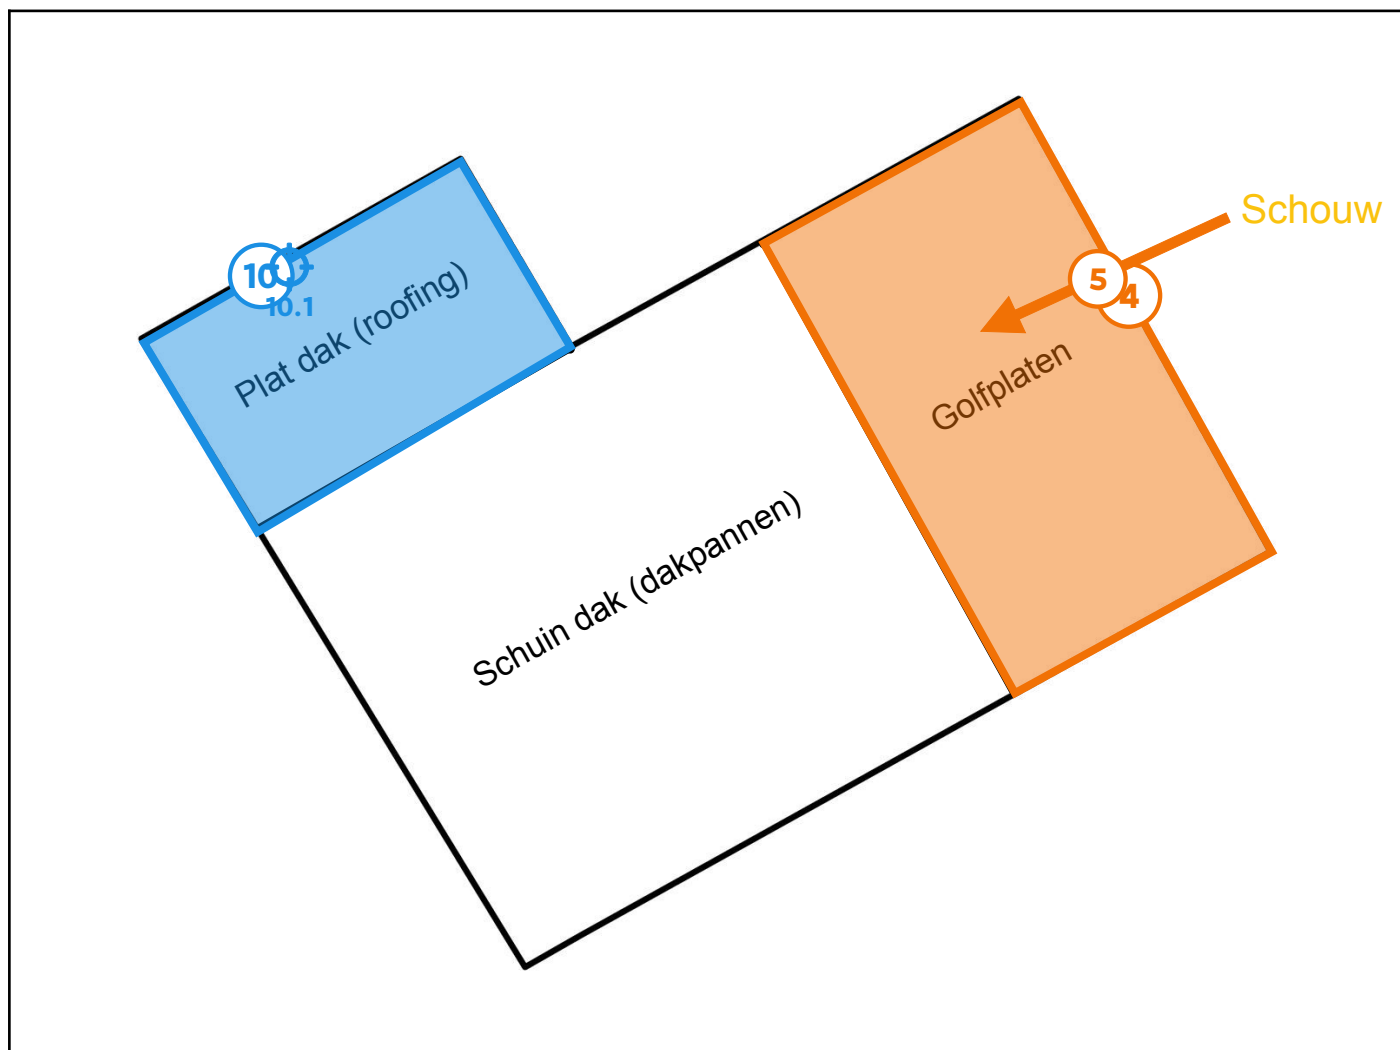 Schouw
5
4
10
10.1
Plat dak (roofing)
Golfplaten
Schuin dak (dakpannen)